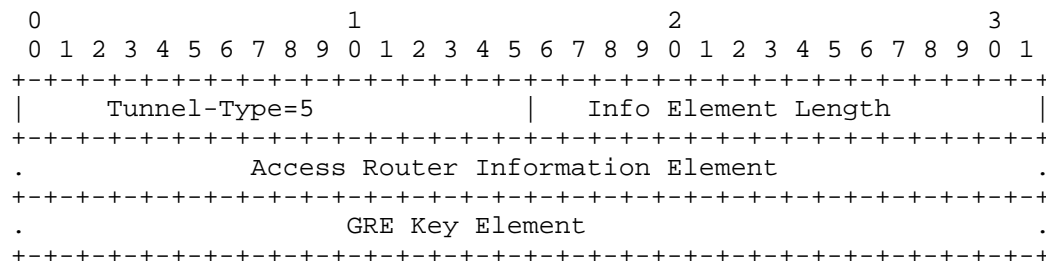 0                   1                   2                   3
 0 1 2 3 4 5 6 7 8 9 0 1 2 3 4 5 6 7 8 9 0 1 2 3 4 5 6 7 8 9 0 1
+-+-+-+-+-+-+-+-+-+-+-+-+-+-+-+-+-+-+-+-+-+-+-+-+-+-+-+-+-+-+-+-+
|     Tunnel-Type=5             |   Info Element Length         |
+-+-+-+-+-+-+-+-+-+-+-+-+-+-+-+-+-+-+-+-+-+-+-+-+-+-+-+-+-+-+-+-+
.              Access Router Information Element                .
+-+-+-+-+-+-+-+-+-+-+-+-+-+-+-+-+-+-+-+-+-+-+-+-+-+-+-+-+-+-+-+-+
.                    GRE Key Element                            .
+-+-+-+-+-+-+-+-+-+-+-+-+-+-+-+-+-+-+-+-+-+-+-+-+-+-+-+-+-+-+-+-+